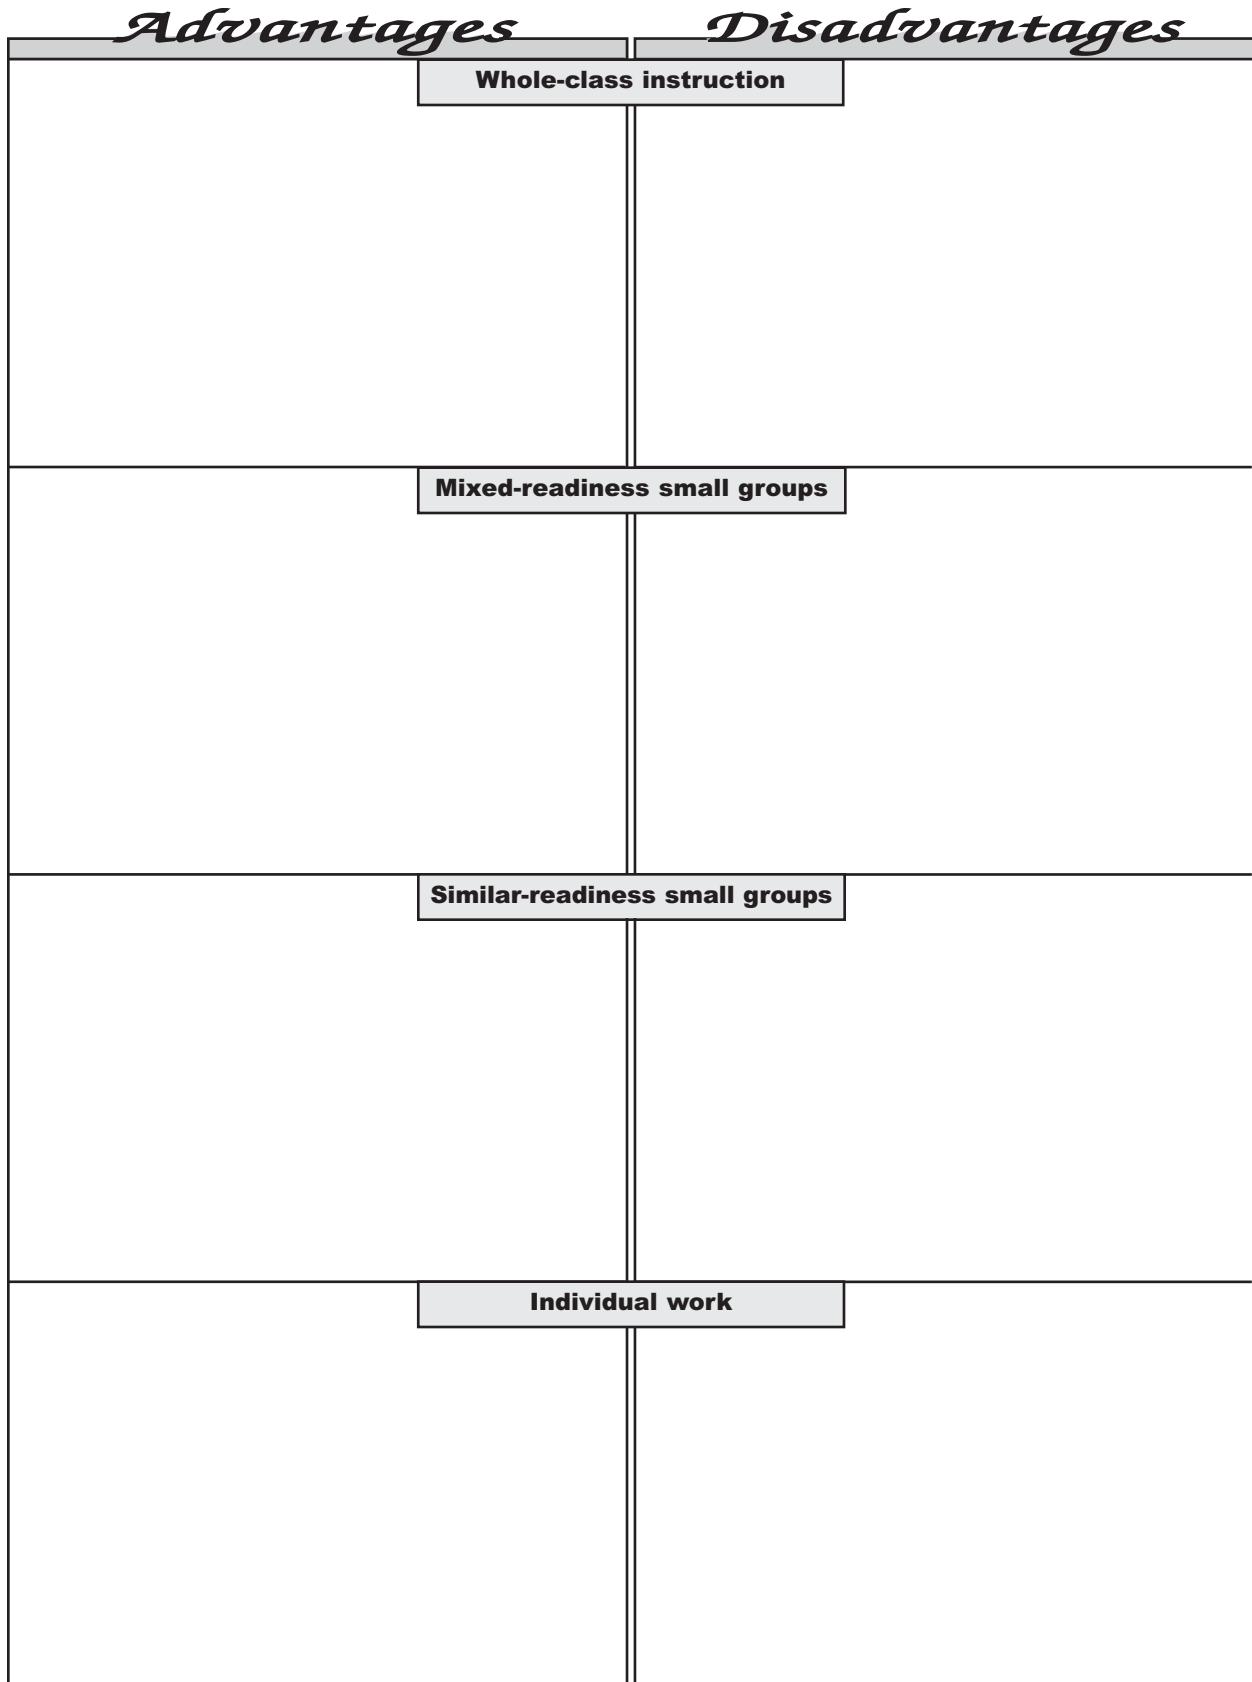 Advantages
Disadvantages
Whole-class instruction
Mixed-readiness small groups
Similar-readiness small groups
Individual work